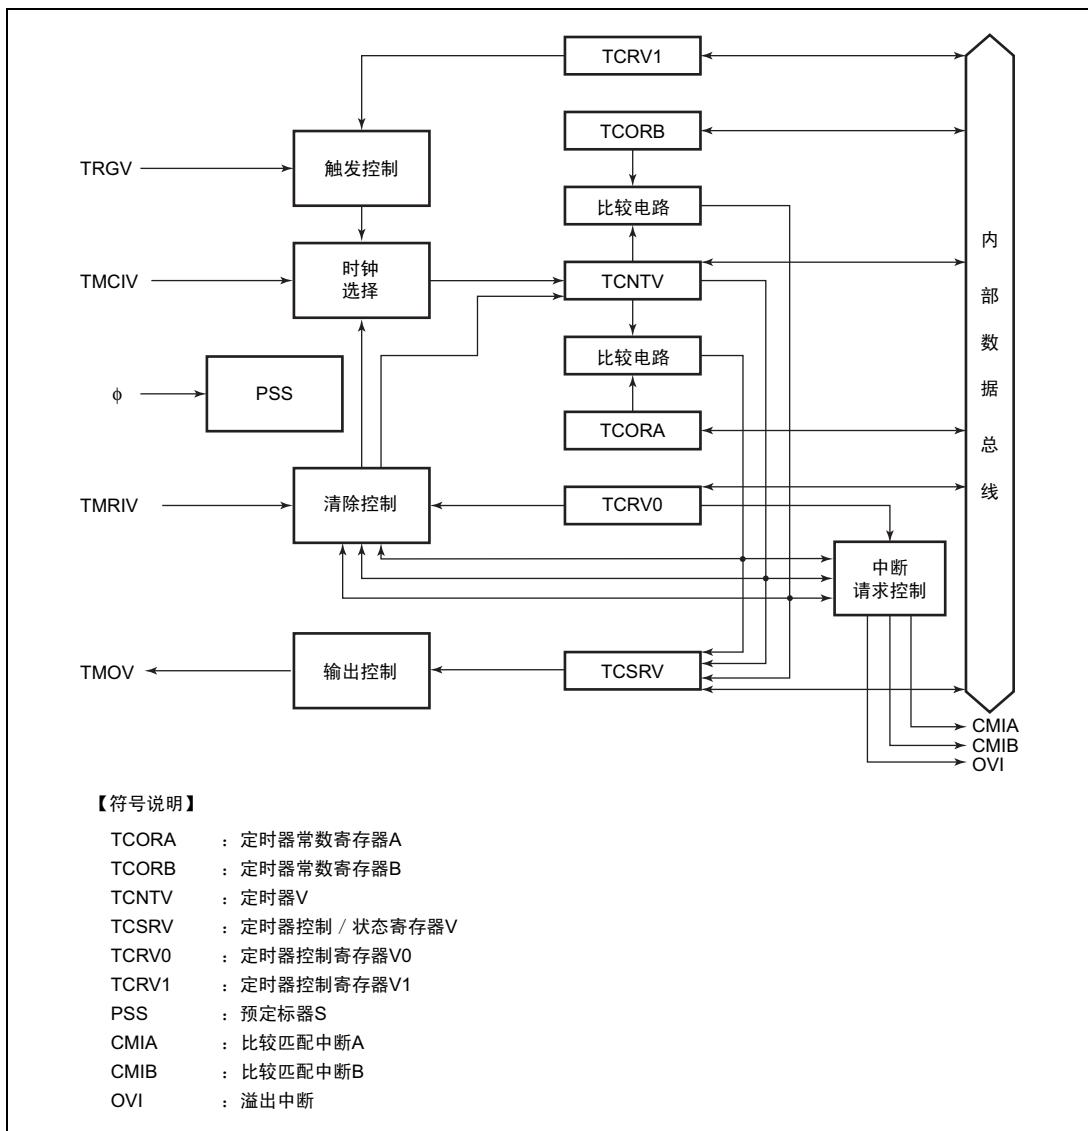 TCRV1
TCORB
TRGV
触发控制
比较电路
内部数据总线
TMCIV
时钟
选择
TCNTV
比较电路
ϕ
PSS
TCORA
TMRIV
清除控制
TCRV0
中断
请求控制
TMOV
输出控制
TCSRV
CMIA
CMIB
OVI
【符号说明】
TCORA : 定时器常数寄存器A
TCORB : 定时器常数寄存器B
TCNTV : 定时器V
TCSRV : 定时器控制 / 状态寄存器V
TCRV0 : 定时器控制寄存器V0
TCRV1 : 定时器控制寄存器V1
PSS : 预定标器S
CMIA : 比较匹配中断A
CMIB : 比较匹配中断B
OVI : 溢出中断